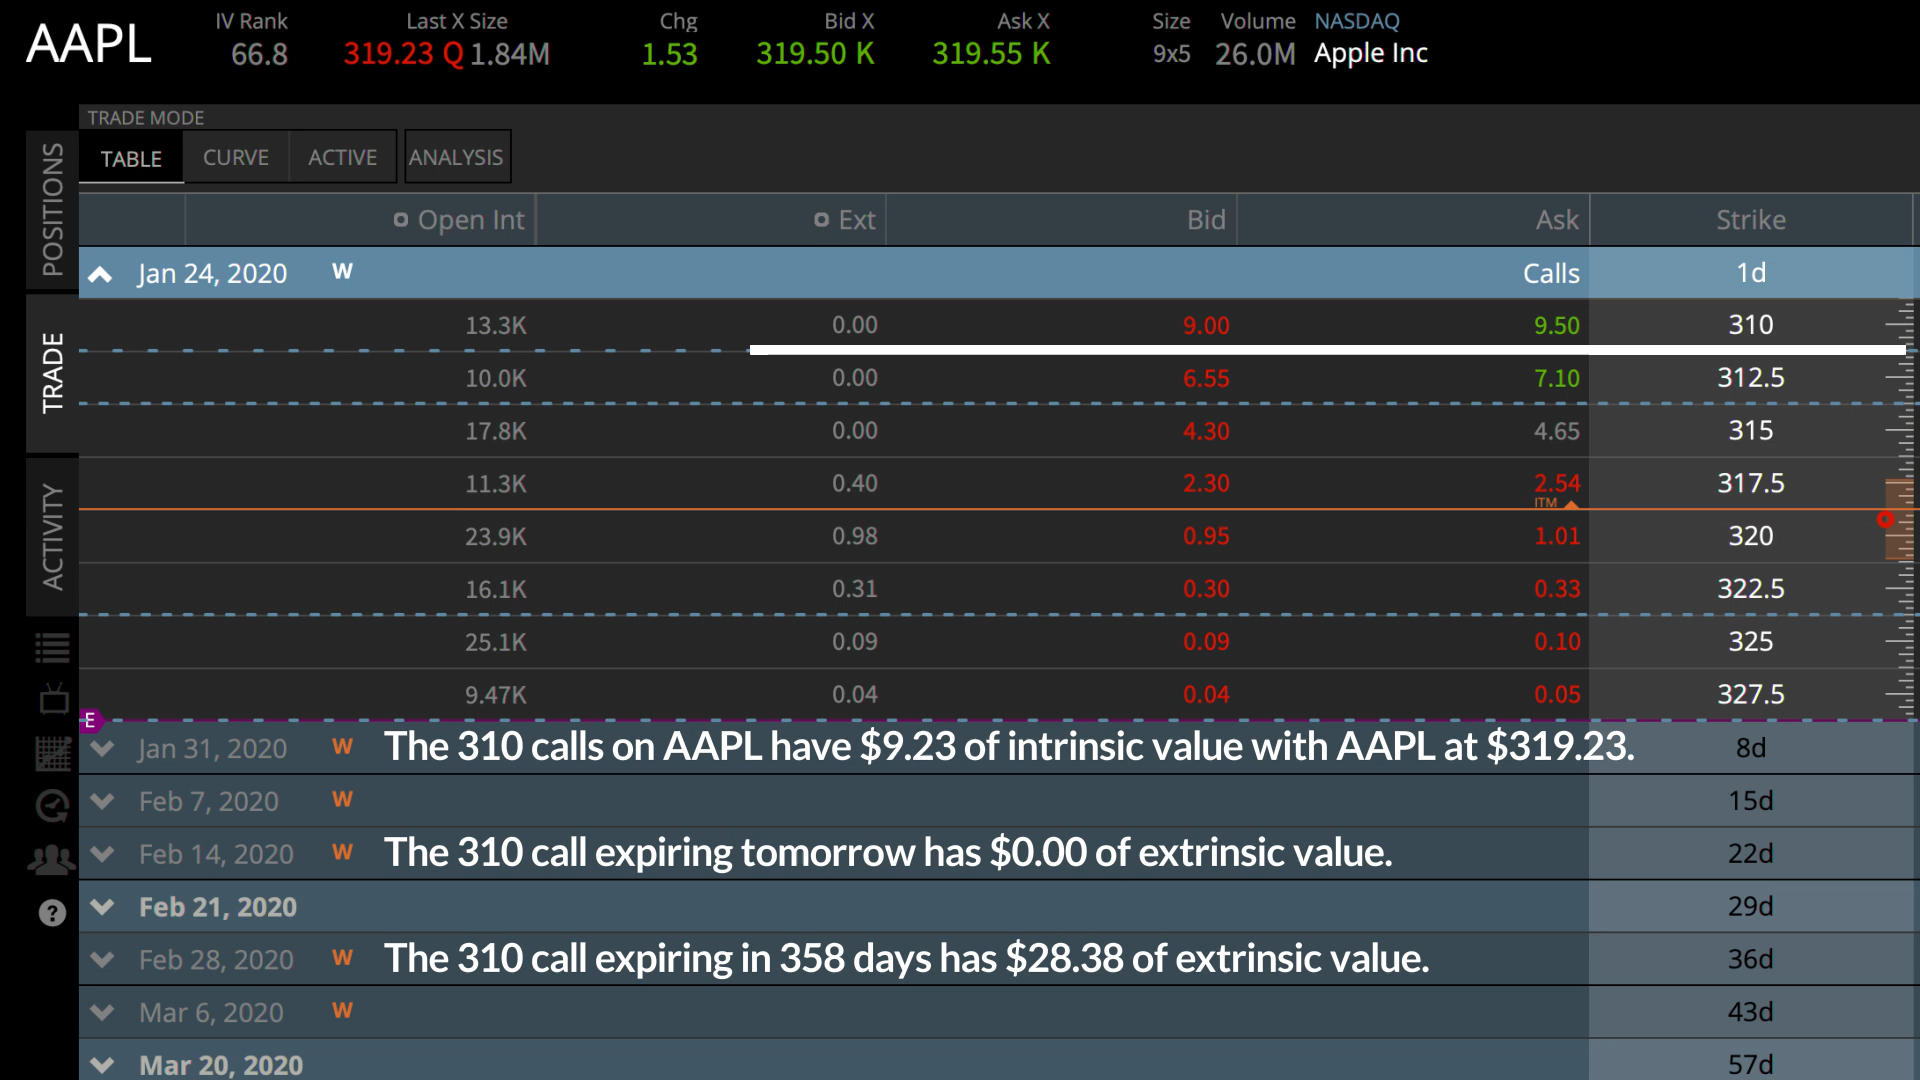 AAPL
IV Rank Last X Size Chg Bid X Ask X Size Volume NASDAQ
66.8 319.23 Q 1.84M 1.53 319.50 K 319.55 K 9x5 26.0M Apple Inc
TRADE MODE
TABLE CURVE ACTIVE ANALYSIS
POSITIONS
TRADE
ACTIVITY
Open Int Ext Bid Ask Strike
Jan 24, 2020 W Calls 1d
13.3K 0.00 9.00 9.50 310
10.0K 0.00 6.55 7.10 312.5
17.8K 0.00 4.30 4.65 315
11.3K 0.40 2.30 2.54 317.5
ITM
23.9K 0.98 0.95 1.01 320
16.1K 0.31 0.30 0.33 322.5
25.1K 0.09 0.09 0.10 325
9.47K 0.04 0.04 0.05 327.5
E
Jan 31, 2020 W The 310 calls on AAPL have $9.23 of intrinsic value with AAPL at $319.23. 8d
Feb 7, 2020 W 15d
Feb 14, 2020 W The 310 call expiring tomorrow has $0.00 of extrinsic value. 22d
? Feb 21, 2020 29d
Feb 28, 2020 W The 310 call expiring in 358 days has $28.38 of extrinsic value. 36d
Mar 6, 2020 W 43d
Mar 20, 2020 57d